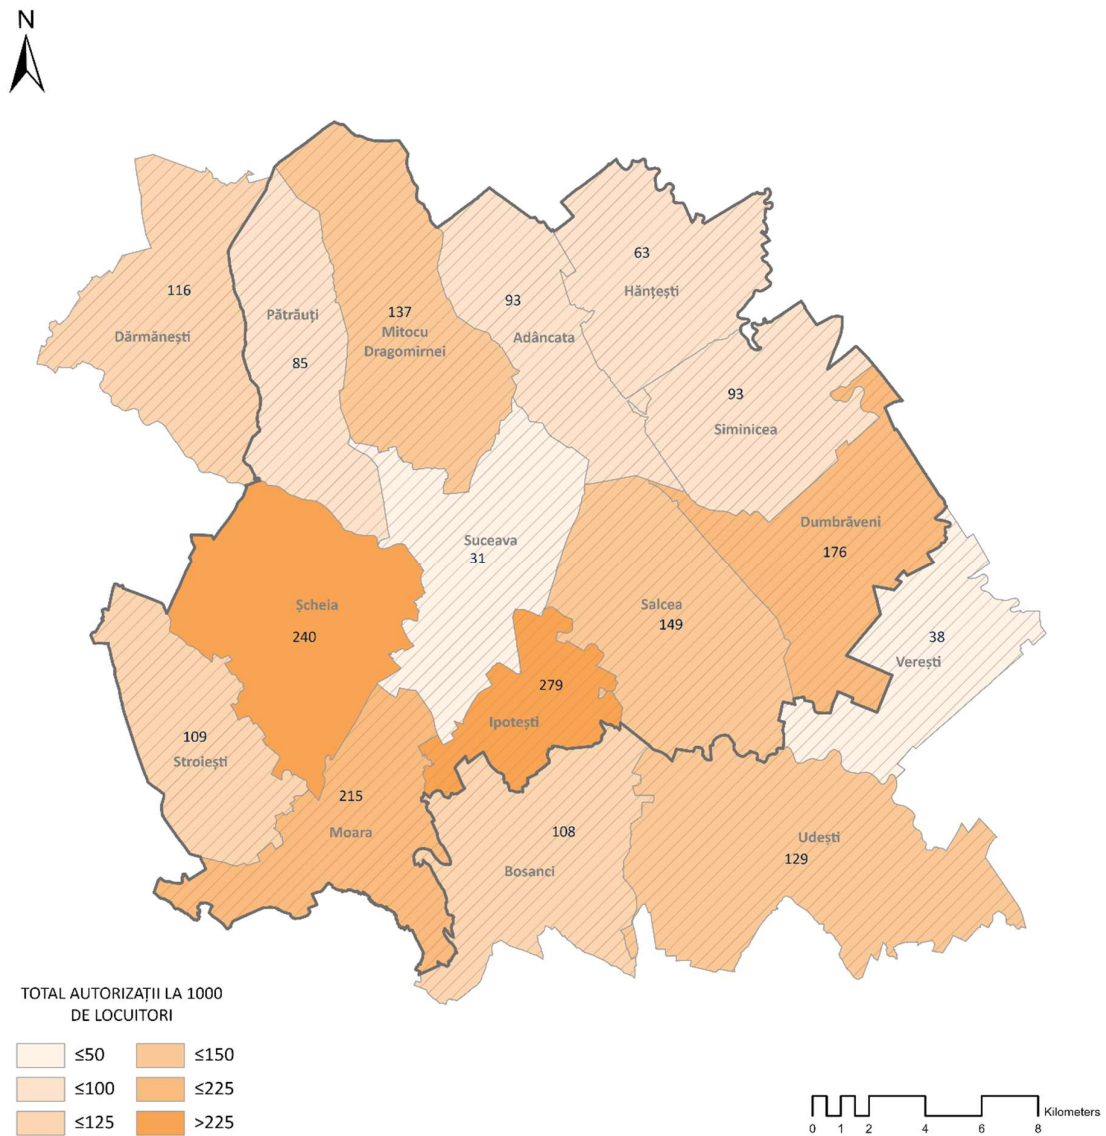 N
63
Hănțești
116
Dărmănești
Pătrăuți
85
137
Mitocu
Dragomirnei
93
Adâncata
93
Siminicea
Dumbrăveni
176
Suceava
31
Șcheia
240
Salcea
149
38
Verești
279
Ipotești
109
Stroiești
215
Moara
108
Bosanci
Udești
129
TOTAL AUTORIZAȚII LA 1000
DE LOCUITORI
≤50 ≤150
≤100 ≤225
≤125 >225
Kilometers
0 1 2 4 6 8